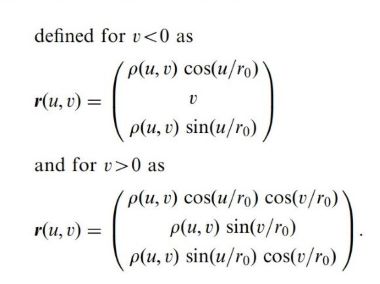 defined for v<0 as
r(u, v) = ( ρ(u, v) cos(u/r₀)
v
ρ(u, v) sin(u/r₀) )
and for v>0 as
r(u, v) = ( ρ(u, v) cos(u/r₀) cos(v/r₀)
ρ(u, v) sin(v/r₀)
ρ(u, v) sin(u/r₀) cos(v/r₀) ) .